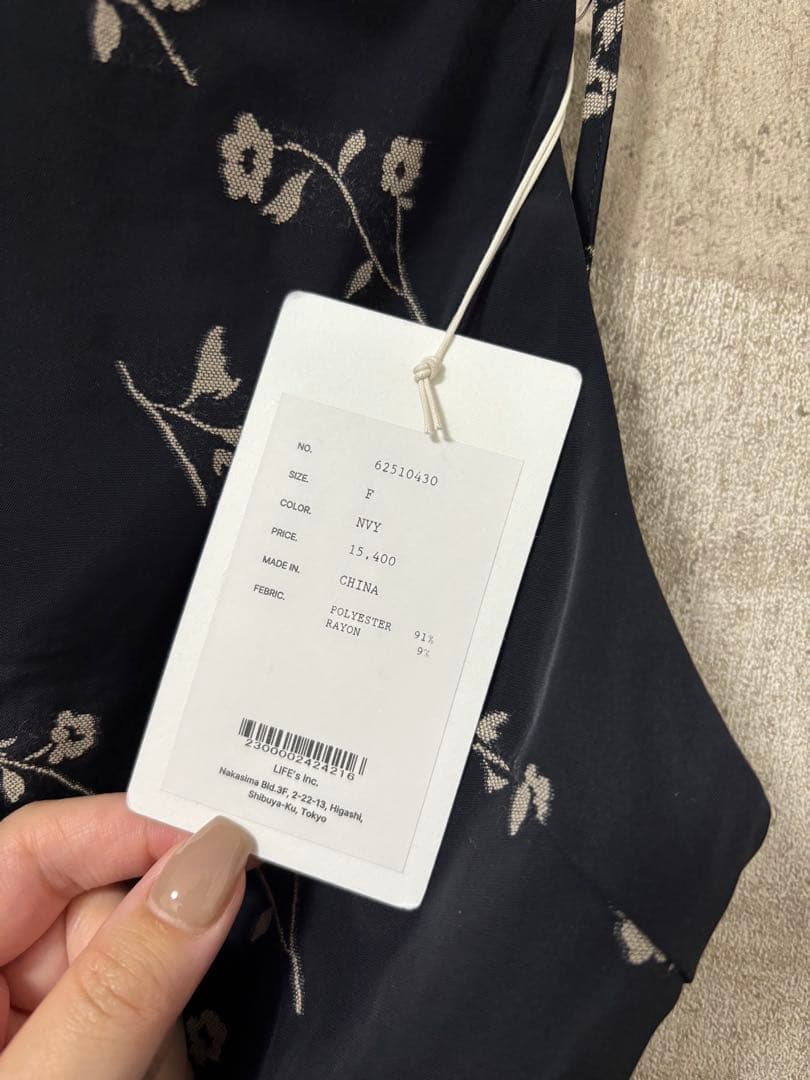 NO. 62510430
SIZE. F
COLOR. NVY
PRICE. 15,400
MADE IN. CHINA
FEBRIC. POLYESTER 91%
RAYON 9%
2300002424216
LIFE's Inc.
Nakasima Bld.3F, 2-22-13, Higashi,
Shibuya-Ku, Tokyo